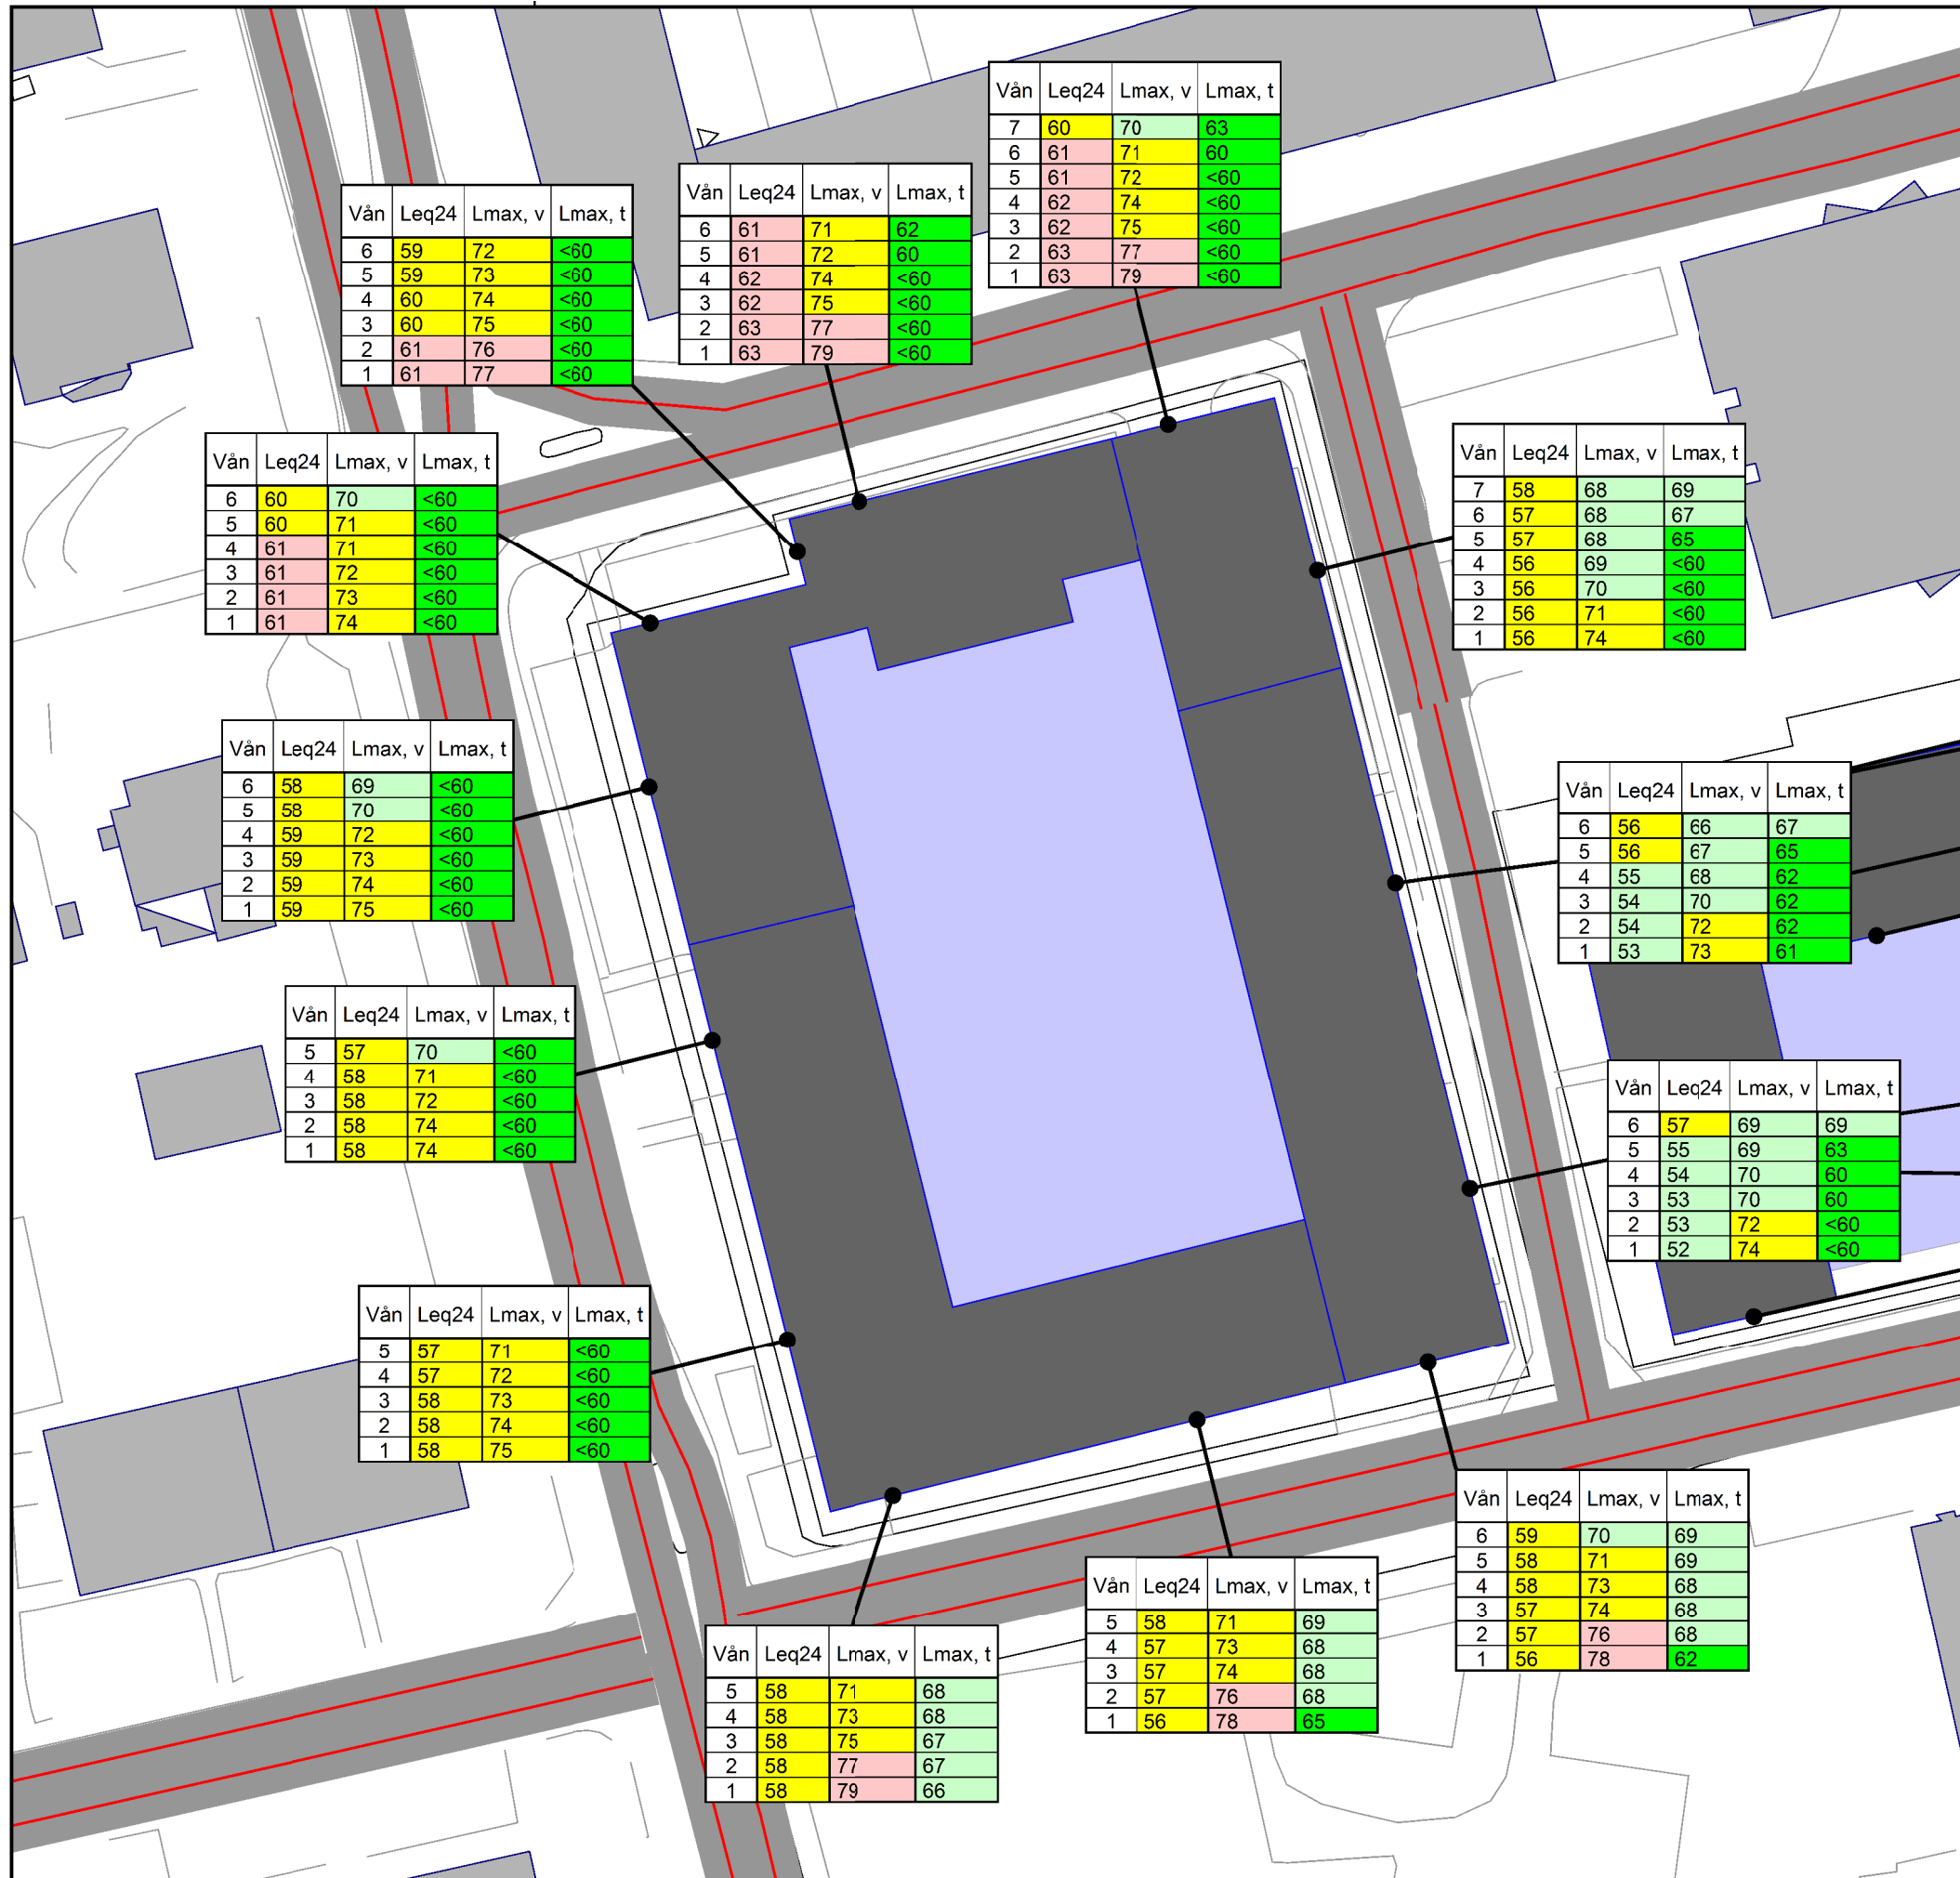 Vån Leq24 Lmax, v Lmax, t
7 60 70 63
6 61 71 60
5 61 72 <60
4 62 74 <60
3 62 75 <60
2 63 77 <60
1 63 79 <60
Vån Leq24 Lmax, v Lmax, t
6 61 71 62
5 61 72 60
4 62 74 <60
3 62 75 <60
2 63 77 <60
1 63 79 <60
Vån Leq24 Lmax, v Lmax, t
6 59 72 <60
5 59 73 <60
4 60 74 <60
3 60 75 <60
2 61 76 <60
1 61 77 <60
Vån Leq24 Lmax, v Lmax, t
6 60 70 <60
5 60 71 <60
4 61 71 <60
3 61 72 <60
2 61 73 <60
1 61 74 <60
Vån Leq24 Lmax, v Lmax, t
7 58 68 69
6 57 68 67
5 57 68 65
4 56 69 <60
3 56 70 <60
2 56 71 <60
1 56 74 <60
Vån Leq24 Lmax, v Lmax, t
6 58 69 <60
5 58 70 <60
4 59 72 <60
3 59 73 <60
2 59 74 <60
1 59 75 <60
Vån Leq24 Lmax, v Lmax, t
6 56 66 67
5 56 67 65
4 55 68 62
3 54 70 62
2 54 72 62
1 53 73 61
Vån Leq24 Lmax, v Lmax, t
5 57 70 <60
4 58 71 <60
3 58 72 <60
2 58 74 <60
1 58 74 <60
Vån Leq24 Lmax, v Lmax, t
6 57 69 69
5 55 69 63
4 54 70 60
3 53 70 60
2 53 72 <60
1 52 74 <60
Vån Leq24 Lmax, v Lmax, t
5 57 71 <60
4 57 72 <60
3 58 73 <60
2 58 74 <60
1 58 75 <60
Vån Leq24 Lmax, v Lmax, t
6 59 70 69
5 58 71 69
4 58 73 68
3 57 74 68
2 57 76 68
1 56 78 62
Vån Leq24 Lmax, v Lmax, t
5 58 71 69
4 57 73 68
3 57 74 68
2 57 76 68
1 56 78 65
Vån Leq24 Lmax, v Lmax, t
5 58 71 68
4 58 73 68
3 58 75 67
2 58 77 67
1 58 79 66